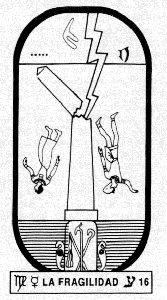 ♍ ♀ LA FRAGILIDAD 16